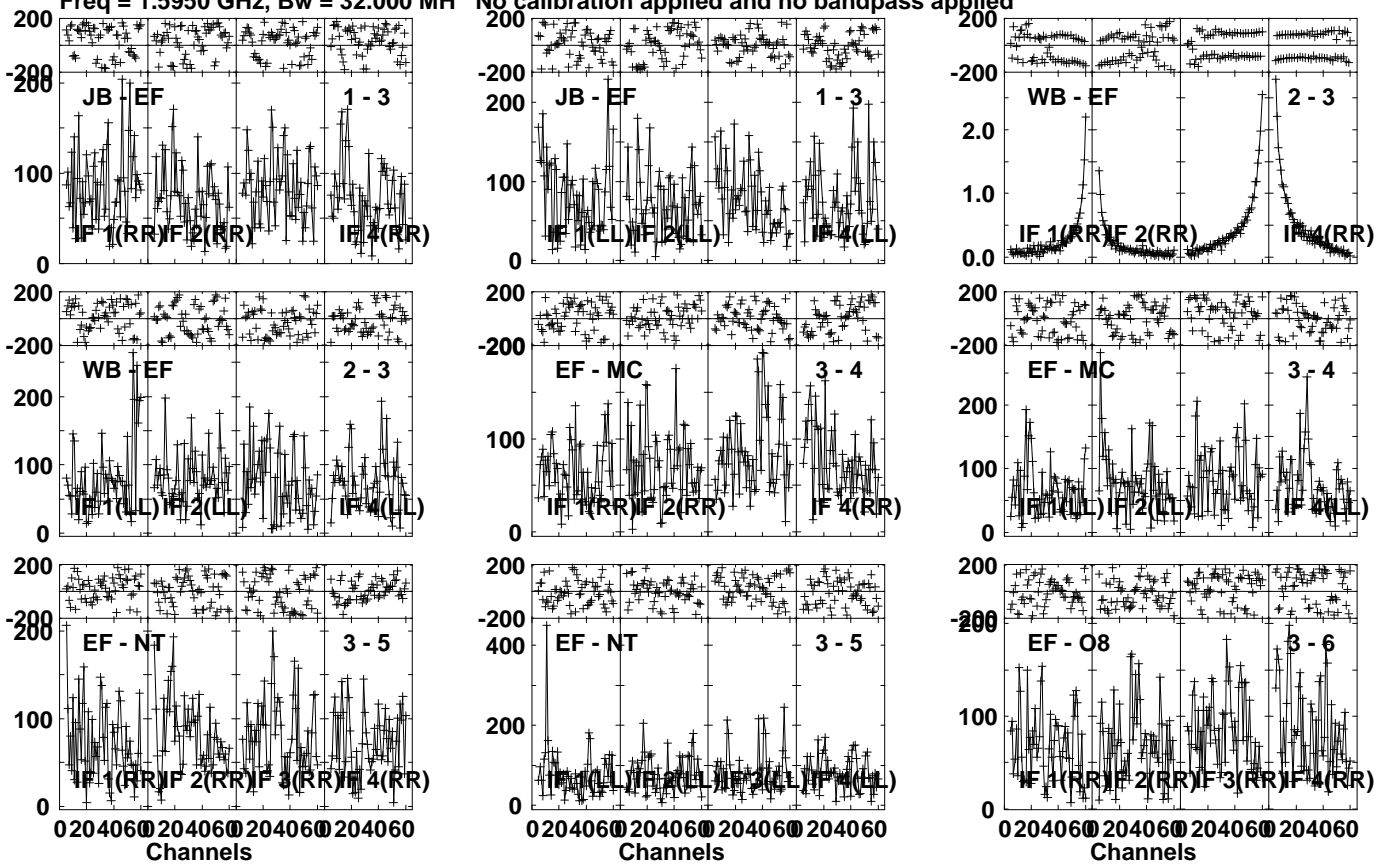 Freq = 1.5950 GHz, Bw = 32.000 MH No calibration applied and no bandpass applied
200 200 200
-200 -200 -200
JB - EF 1 - 3 JB - EF 1 - 3 WB - EF 2 - 3
200 200 2.0
100 100 1.0
IF 1(RR) IF 2(RR) IF 4(RR) IF 1(LL) IF 2(LL) IF 4(LL) IF 1(RR) IF 2(RR) IF 4(RR)
0 0 0.0
200 200 200
-200 -200 -200
WB - EF 2 - 3 EF - MC 3 - 4 EF - MC 3 - 4
200 200 200
100 100 100
IF 1(LL) IF 2(LL) IF 4(LL) IF 1(RR) IF 2(RR) IF 4(RR) IF 1(LL) IF 2(LL) IF 4(LL)
0 0 0
200 200 200
-200 -200 -200
EF - NT 3 - 5 EF - NT 3 - 5 EF - O8 3 - 6
200 400 200
100 200 100
IF 1(RR) IF 2(RR) IF 3(RR) IF 4(RR) IF 1(LL) IF 2(LL) IF 3(LL) IF 4(LL) IF 1(RR) IF 2(RR) IF 3(RR) IF 4(RR)
0 0 0
0 20 40 60 0 20 40 60 0 20 40 60 0 20 40 60 0 20 40 60 0 20 40 60 0 20 40 60 0 20 40 60 0 20 40 60 0 20 40 60 0 20 40 60 0 20 40 60
Channels Channels Channels